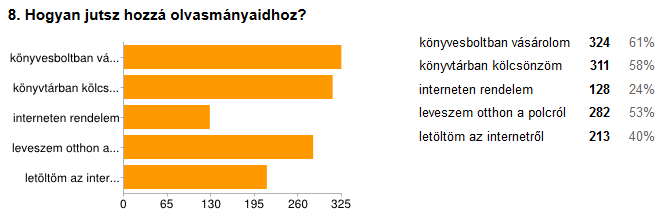 8. Hogyan jutsz hozzá olvasmányaidhoz?
könyvesboltban vá...
könyvtárban kölcs...
interneten rendelem
leveszem otthon a...
letöltöm az inter...
0 65 130 195 260 325
könyvesboltban vásárolom 324 61%
könyvtárban kölcsönzöm 311 58%
interneten rendelem 128 24%
leveszem otthon a polcról 282 53%
letöltöm az internetről 213 40%